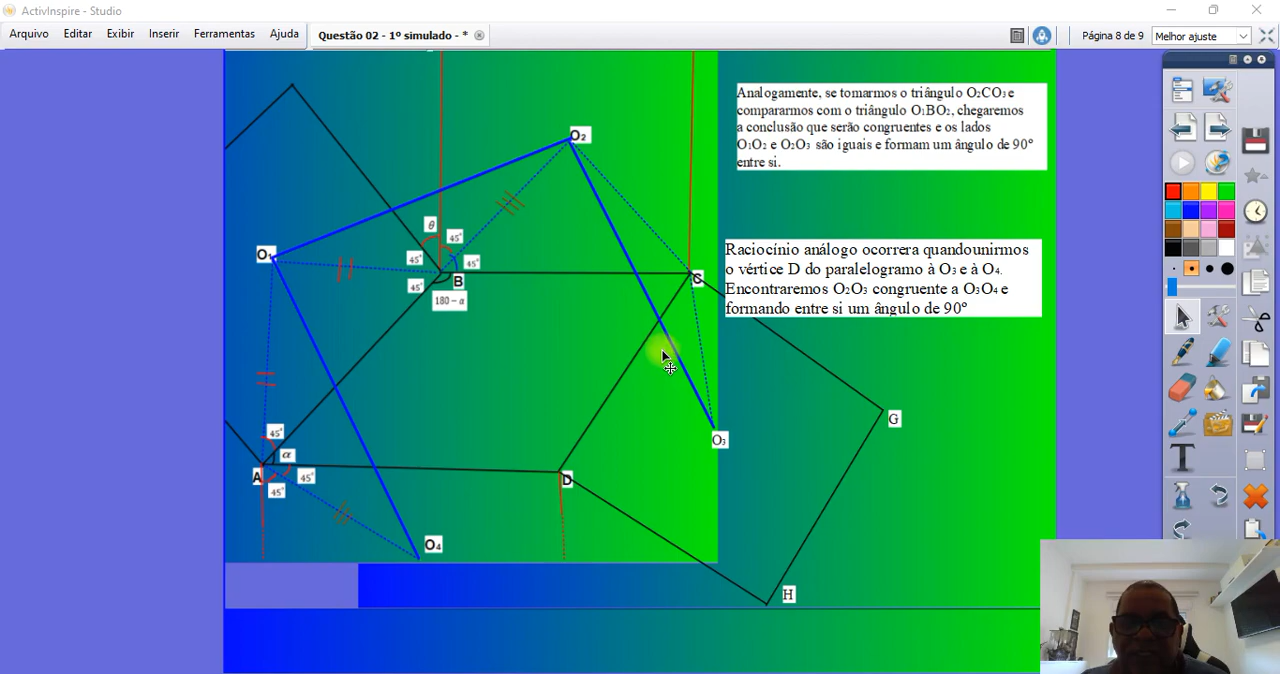 ActivInspire - Studio
Arquivo Editar Exibir Inserir Ferramentas Ajuda Questão 02 - 1º simulado - * Página 8 de 9 Melhor ajuste
Analogamente, se tomarmos o triângulo O₂CO₃ e
compararmos com o triângulo O₁BO₂, chegaremos
a conclusão que serão congruentes e os lados
O₁O₂ e O₂O₃ são iguais e formam um ângulo de 90º
entre si.
Raciocínio análogo ocorrera quandounirmos
o vértice D do paralelogramo à O₃ e à O₄.
Encontraremos O₂O₃ congruente a O₃O₄ e
formando entre si um ângulo de 90º
O₂
θ
45°
O₁
45°
45°
C
B
45°
180 − α
G
O₃
45°
α
A
45°
D
45°
O₄
H
T